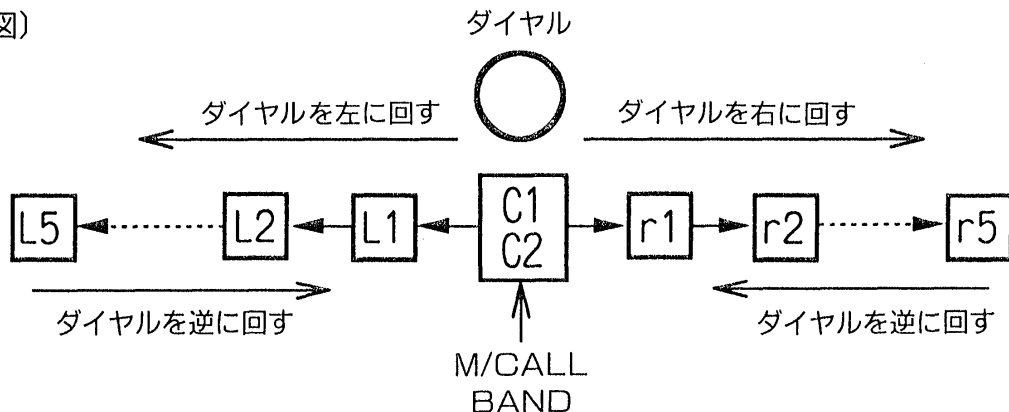 図）
ダイヤル
ダイヤルを左に回す
ダイヤルを右に回す
L5
L2
L1
C1
C2
r1
r2
r5
ダイヤルを逆に回す
ダイヤルを逆に回す
M/CALL
BAND